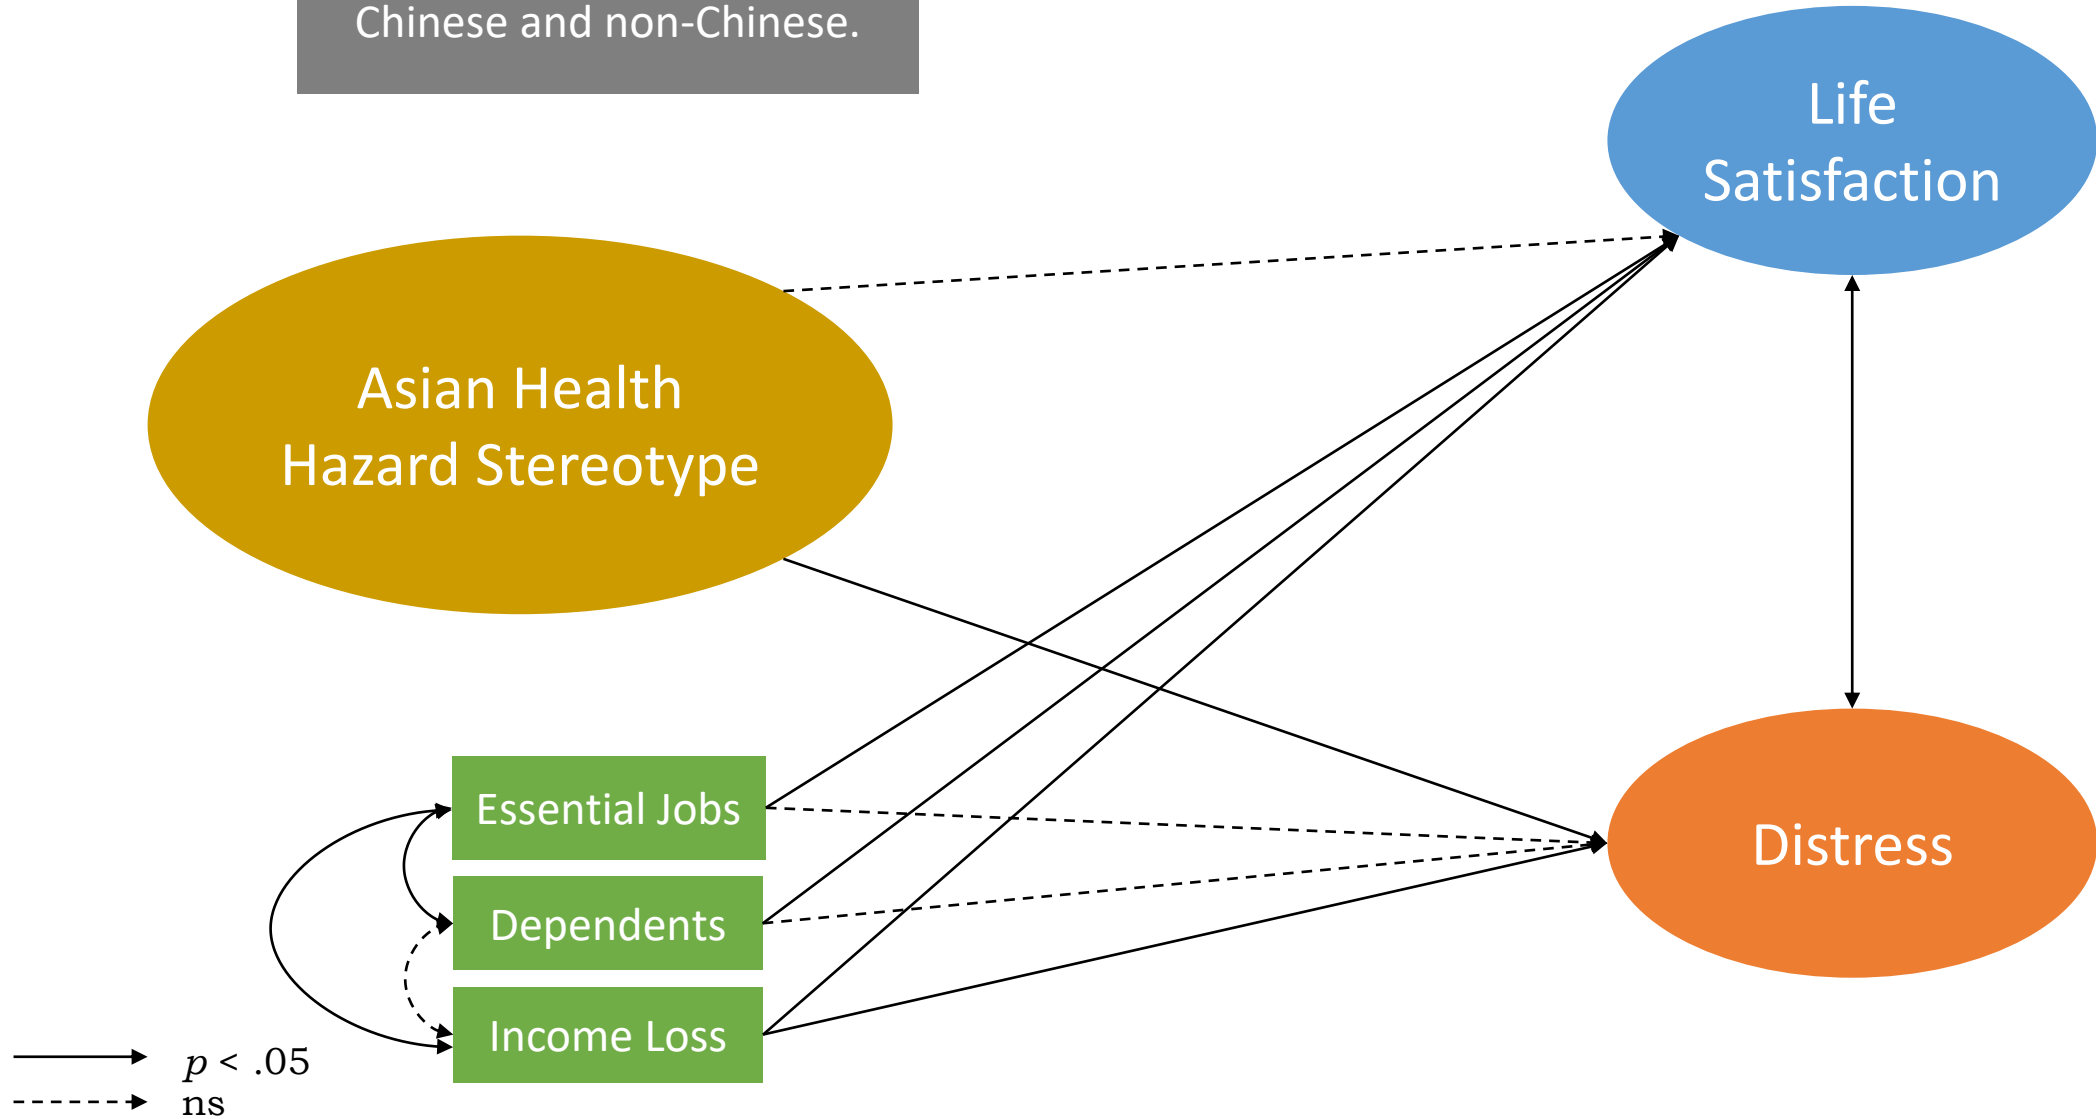 Chinese and non-Chinese.
Life
Satisfaction
Asian Health
Hazard Stereotype
Essential Jobs
Distress
Dependents
Income Loss
p < .05
ns